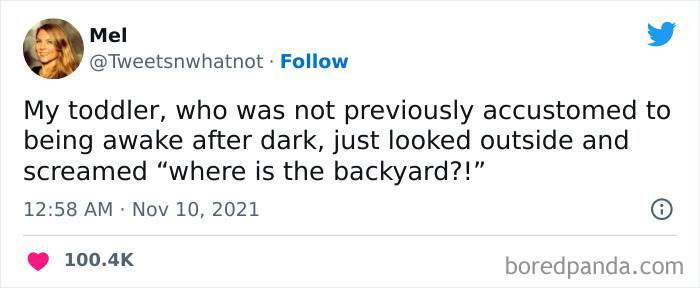 Mel
@Tweetsnwhatnot · Follow
My toddler, who was not previously accustomed to
being awake after dark, just looked outside and
screamed “where is the backyard?!”
12:58 AM · Nov 10, 2021
100.4K
boredpanda.com